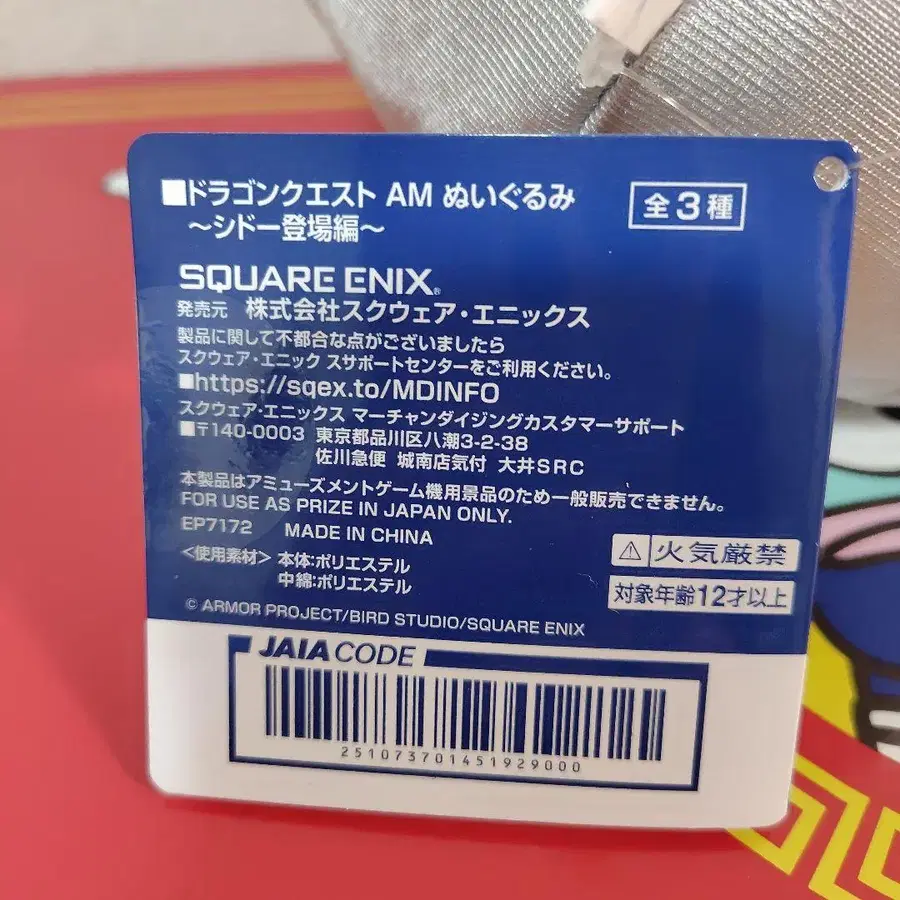 ■ドラゴンクエスト AM ぬいぐるみ
～シドー登場編～
全3種
SQUARE ENIX®
発売元 株式会社スクウェア・エニックス
製品に関して不都合な点がございましたら
スクウェア・エニック スサポートセンターをご利用ください。
■https://sqex.to/MDINFO
スクウェア・エニックス マーチャンダイジングカスタマーサポート
■〒140-0003 東京都品川区八潮3-2-38
佐川急便 城南店気付 大井SRC
本製品はアミューズメントゲーム機用景品のため一般販売できません。
FOR USE AS PRIZE IN JAPAN ONLY.
EP7172 MADE IN CHINA
<使用素材> 本体:ポリエステル
中綿:ポリエステル
⚠火気厳禁
対象年齢12才以上
© ARMOR PROJECT/BIRD STUDIO/SQUARE ENIX
JAIA CODE
251073701451929000